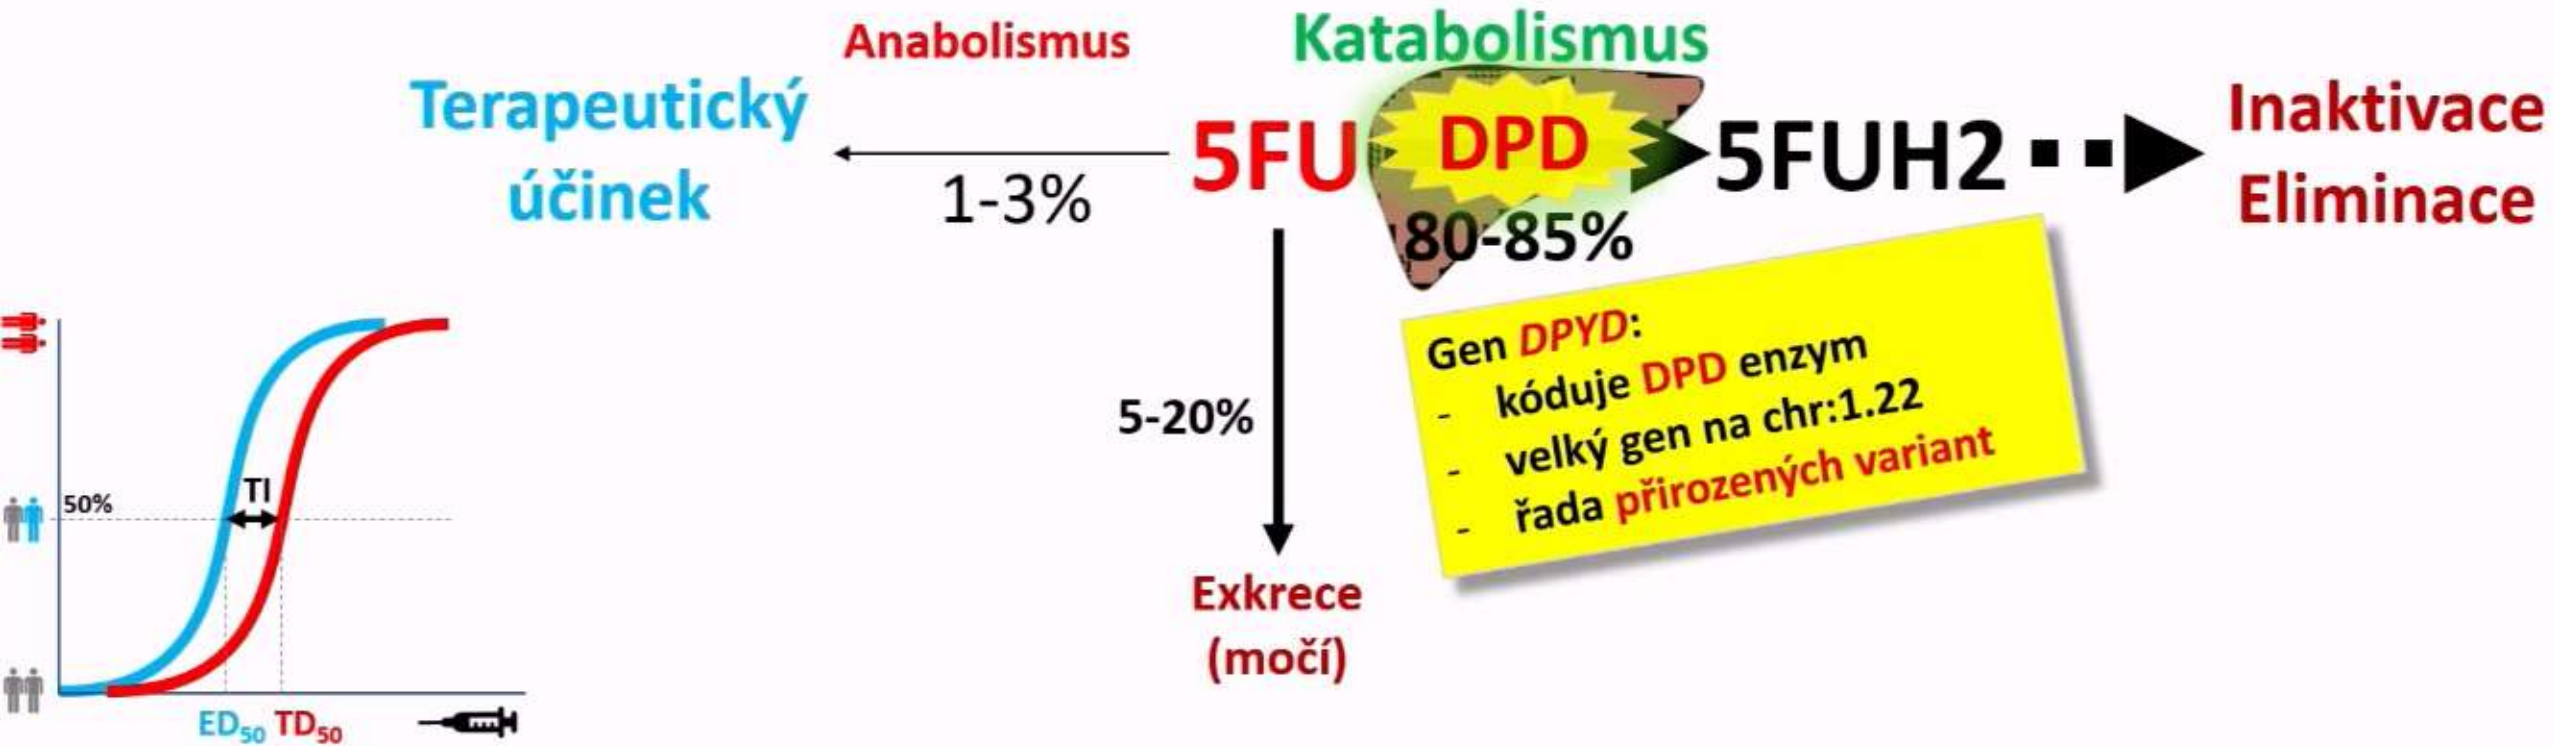 Anabolismus
Katabolismus
Terapeutický
účinek
1-3%
5FU
DPD
80-85%
5FUH2
Inaktivace
Eliminace
Gen DPYD:
- kóduje DPD enzym
- velký gen na chr:1.22
- řada přirozených variant
5-20%
Exkrece
(močí)
TI
50%
ED50 TD50